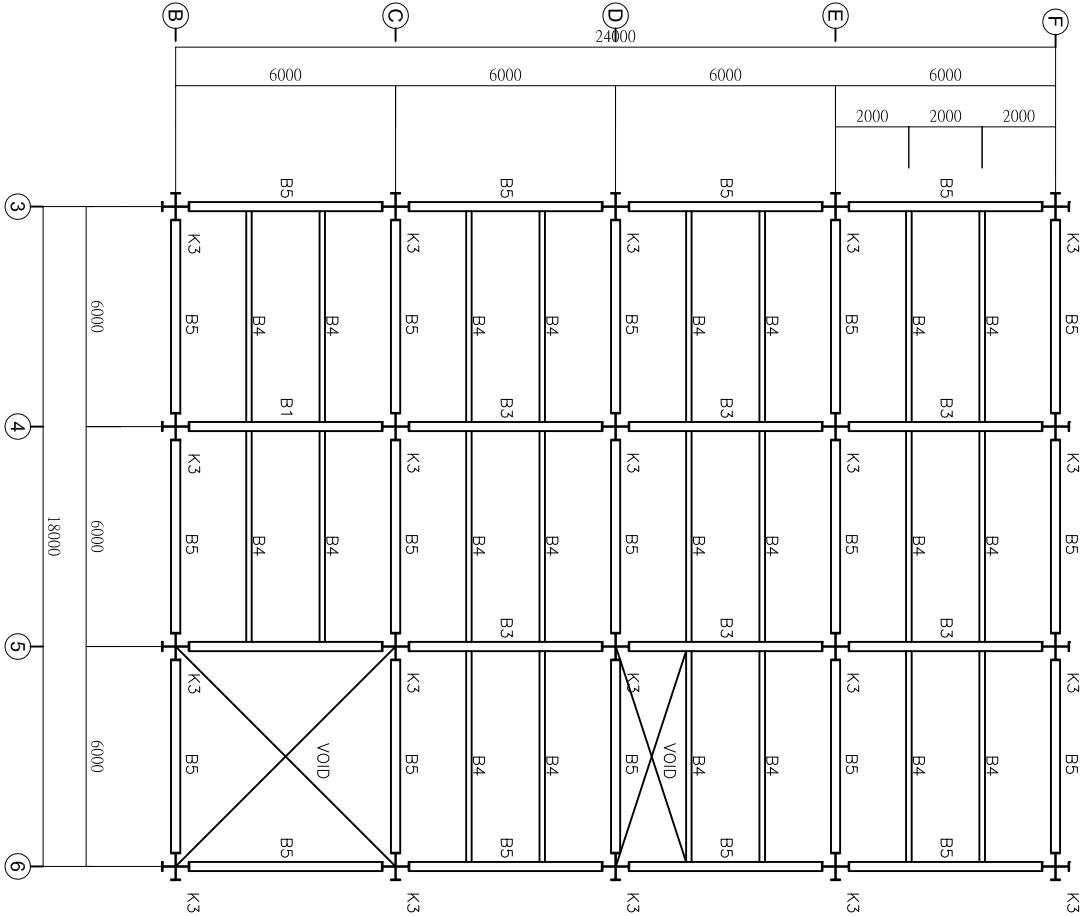 B C D E F
24000
6000 6000 6000 6000
2000 2000 2000
B5 B5 B5 B5
3
K3 K3 K3 K3 K3
6000
B5 B4 B4 B5 B4 B4 B5 B4 B4 B5 B4 B4 B5
B1 B3 B3 B3
4
K3 K3 K3 K3 K3
18000
6000
B5 B4 B4 B5 B4 B4 B5 B4 B4 B5 B4 B4 B5
B3 B3 B3
5
K3 K3 K3 K3 K3
6000
B5 VOID B5 B4 B4 B5 VOID B4 B4 B5 B4 B4 B5
B5 B5 B5 B5
6
K3 K3 K3 K3 K3